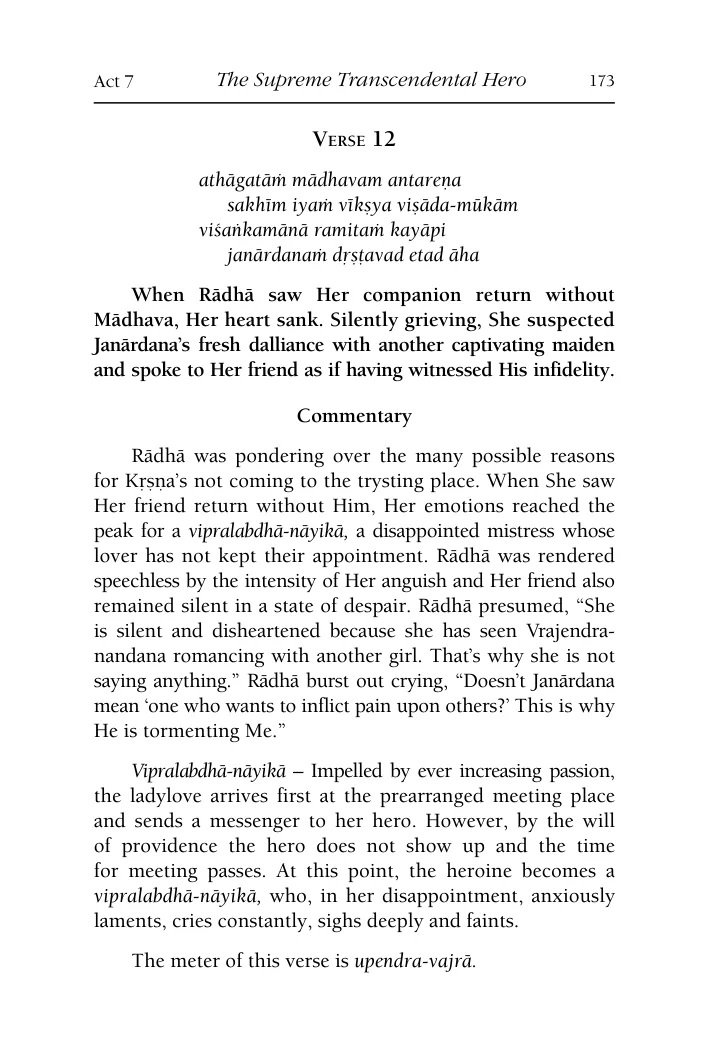 Act 7 The Supreme Transcendental Hero 173
VERSE 12
athāgatāṁ mādhavam antareṇa
sakhīm iyaṁ vīkṣya viṣāda-mūkām
viśaṅkamānā ramitaṁ kayāpi
janārdanaṁ dṛṣṭavad etad āha
When Rādhā saw Her companion return without
Mādhava, Her heart sank. Silently grieving, She suspected
Janārdana’s fresh dalliance with another captivating maiden
and spoke to Her friend as if having witnessed His infidelity.
Commentary
Rādhā was pondering over the many possible reasons
for Kṛṣṇa’s not coming to the trysting place. When She saw
Her friend return without Him, Her emotions reached the
peak for a vipralabdhā-nāyikā, a disappointed mistress whose
lover has not kept their appointment. Rādhā was rendered
speechless by the intensity of Her anguish and Her friend also
remained silent in a state of despair. Rādhā presumed, “She
is silent and disheartened because she has seen Vrajendra-
nandana romancing with another girl. That’s why she is not
saying anything.” Rādhā burst out crying, “Doesn’t Janārdana
mean ‘one who wants to inflict pain upon others?’ This is why
He is tormenting Me.”
Vipralabdhā-nāyikā – Impelled by ever increasing passion,
the ladylove arrives first at the prearranged meeting place
and sends a messenger to her hero. However, by the will
of providence the hero does not show up and the time
for meeting passes. At this point, the heroine becomes a
vipralabdhā-nāyikā, who, in her disappointment, anxiously
laments, cries constantly, sighs deeply and faints.
The meter of this verse is upendra-vajrā.